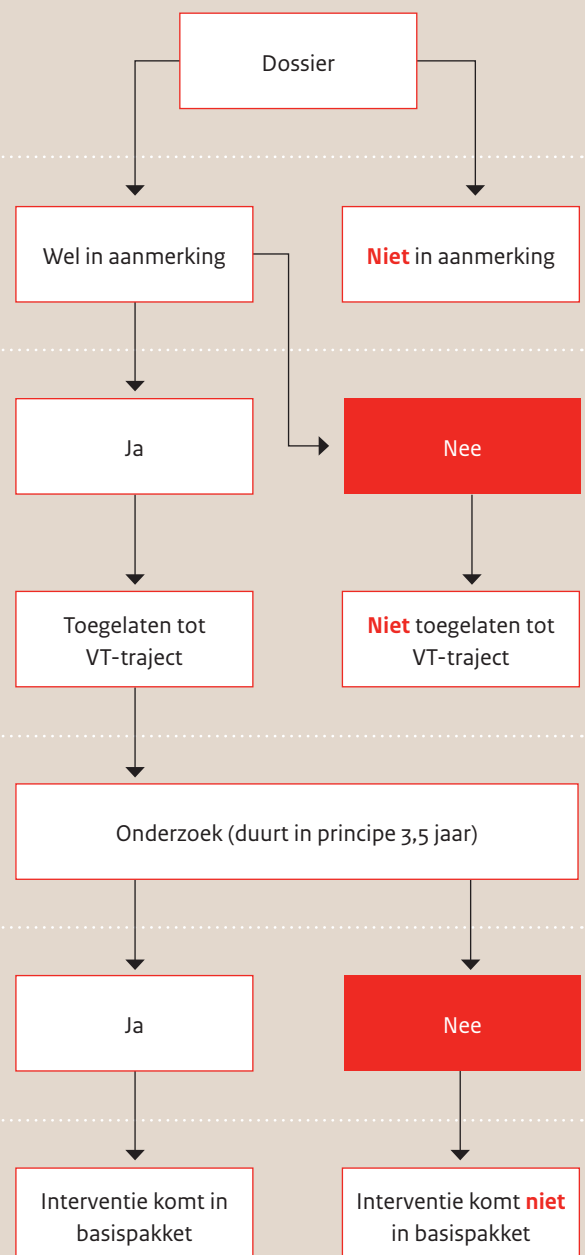 Dossier
Wel in aanmerking
Niet in aanmerking
Ja
Nee
Toegelaten tot
VT-traject
Niet toegelaten tot
VT-traject
Onderzoek (duurt in principe 3,5 jaar)
Ja
Nee
Interventie komt in
basispakket
Interventie komt niet
in basispakket